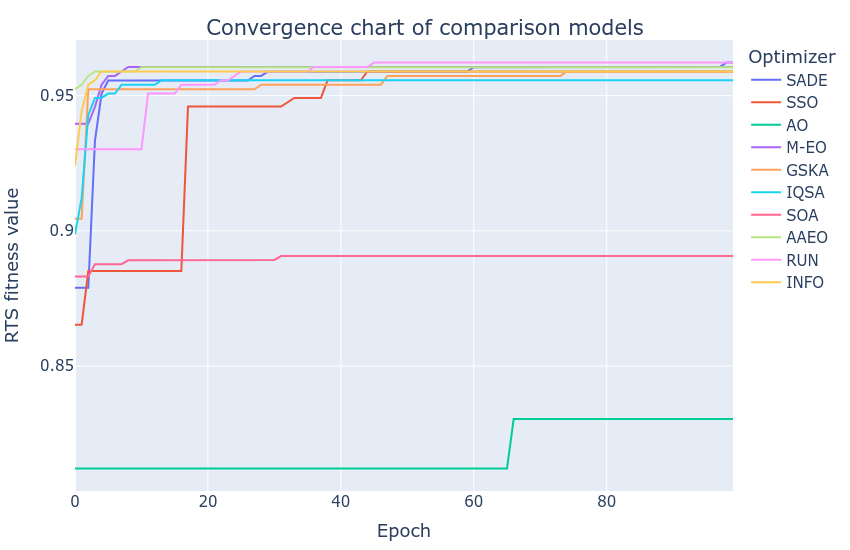 Convergence chart of comparison models
Optimizer
SADE
SSO
AO
M-EO
GSKA
IQSA
SOA
AAEO
RUN
INFO
RTS fitness value
0.95
0.9
0.85
0
20
40
60
80
Epoch